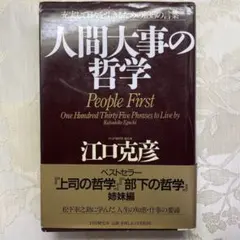 人間大事の
哲学
People First
One Hundred Thirty Five Phrases to Live by
Katsuhiko Eguchi
江口克彦
ベストセラー
『上司の哲学』『部下の哲学』
姉妹編